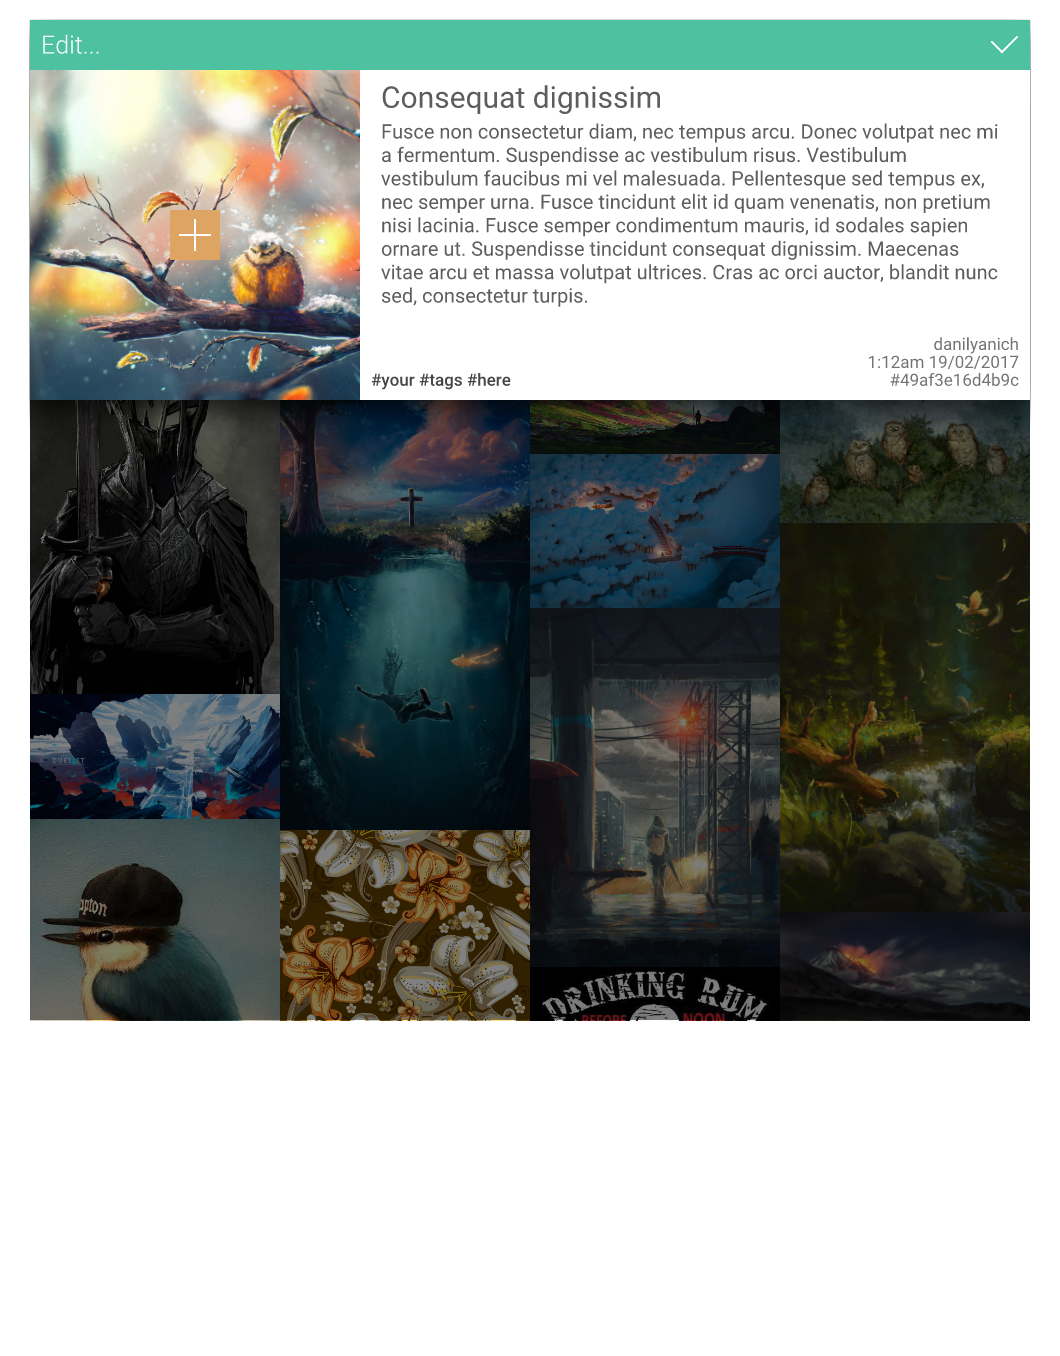 Edit...
Consequat dignissim
Fusce non consectetur diam, nec tempus arcu. Donec volutpat nec mi
a fermentum. Suspendisse ac vestibulum risus. Vestibulum
vestibulum faucibus mi vel malesuada. Pellentesque sed tempus ex,
nec semper urna. Fusce tincidunt elit id quam venenatis, non pretium
nisi lacinia. Fusce semper condimentum mauris, id sodales sapien
ornare ut. Suspendisse tincidunt consequat dignissim. Maecenas
vitae arcu et massa volutpat ultrices. Cras ac orci auctor, blandit nunc
sed, consectetur turpis.
danilyanich
1:12am 19/02/2017
#49af3e16d4b9c
#your #tags #here
DRINKING RUM
BEFORE NOON